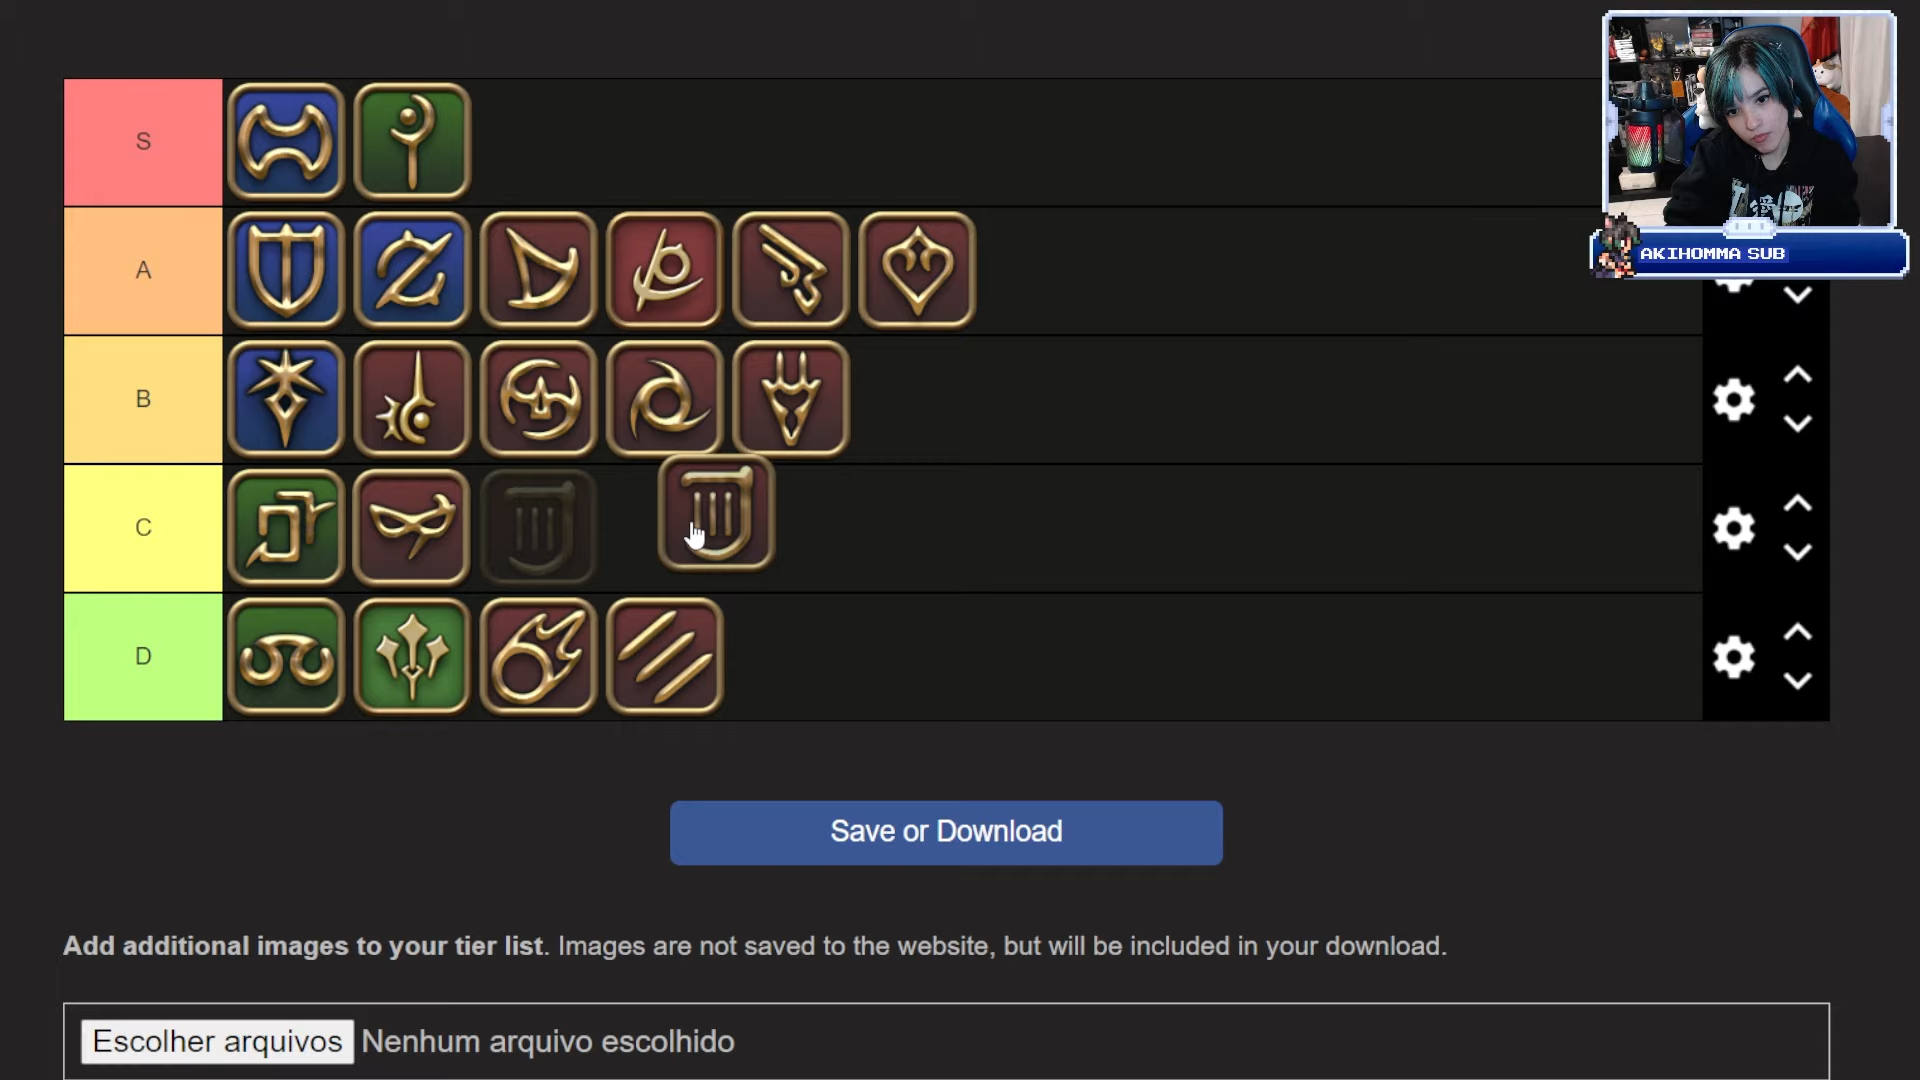 S
AKIHOMMA SUB
A
B
C
D
Save or Download
Add additional images to your tier list. Images are not saved to the website, but will be included in your download.
Escolher arquivos Nenhum arquivo escolhido